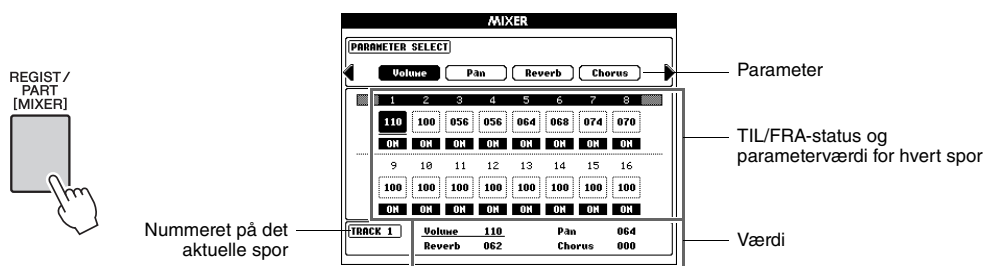 MIXER
PARAMETER SELECT
Volume Pan Reverb Chorus
Parameter
REGIST/
PART
[MIXER]
1 2 3 4 5 6 7 8
110 100 056 056 064 068 074 070
ON ON ON ON ON ON ON ON
TIL/FRA-status og
parameterværdi for hvert spor
9 10 11 12 13 14 15 16
100 100 100 100 100 100 100 100
ON ON ON ON ON ON ON ON
Nummeret på det
aktuelle spor
TRACK 1
Volume 110 Pan 064
Reverb 062 Chorus 000
Værdi